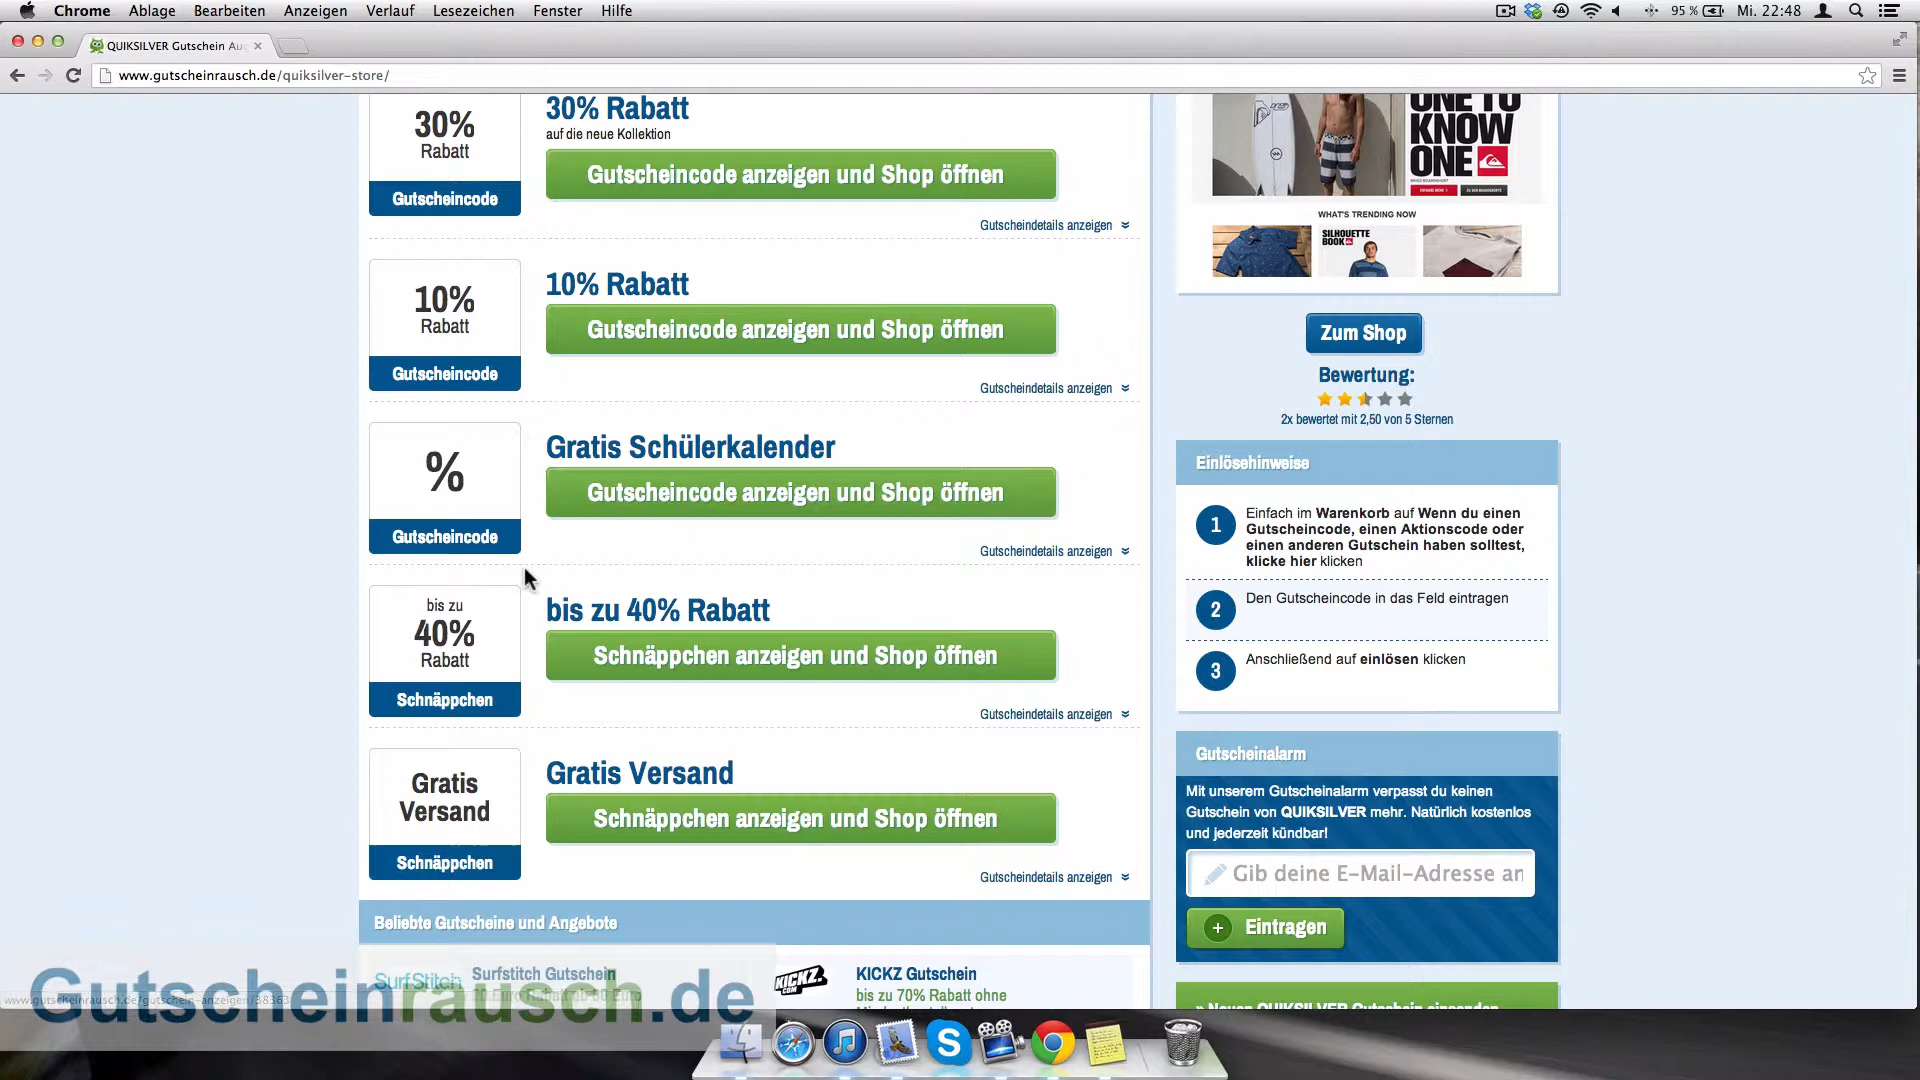 Chrome Ablage Bearbeiten Anzeigen Verlauf Lesezeichen Fenster Hilfe
95 % Mi. 22:48
QUIKSILVER Gutschein Au
www.gutscheinrausch.de/quiksilver-store/
30% Rabatt
Gutscheincode
30% Rabatt
auf die neue Kollektion
Gutscheincode anzeigen und Shop öffnen
Gutscheindetails anzeigen
10% Rabatt
Gutscheincode
10% Rabatt
Gutscheincode anzeigen und Shop öffnen
Gutscheindetails anzeigen
%
Gutscheincode
Gratis Schülerkalender
Gutscheincode anzeigen und Shop öffnen
Gutscheindetails anzeigen
bis zu
40%
Rabatt
Schnäppchen
bis zu 40% Rabatt
Schnäppchen anzeigen und Shop öffnen
Gutscheindetails anzeigen
Gratis
Versand
Schnäppchen
Gratis Versand
Schnäppchen anzeigen und Shop öffnen
Gutscheindetails anzeigen
Beliebte Gutscheine und Angebote
SurfStitch
Surfstitch Gutschein
KICKZ.COM
KICKZ Gutschein
bis zu 70% Rabatt ohne
www.gutscheinrausch.de/gutschein-anzeigen/38363
Gutscheinrausch.de
ONE TO
KNOW
ONE
WHAT'S TRENDING NOW
SILHOUETTE
BOOK
Zum Shop
Bewertung:
2x bewertet mit 2,50 von 5 Sternen
Einlösehinweise
1 Einfach im Warenkorb auf Wenn du einen
Gutscheincode, einen Aktionscode oder
einen anderen Gutschein haben solltest,
klicke hier klicken
2 Den Gutscheincode in das Feld eintragen
3 Anschließend auf einlösen klicken
Gutscheinalarm
Mit unserem Gutscheinalarm verpasst du keinen
Gutschein von QUIKSILVER mehr. Natürlich kostenlos
und jederzeit kündbar!
Gib deine E-Mail-Adresse an
+ Eintragen
» Neuen QUIKSILVER Gutschein einsenden